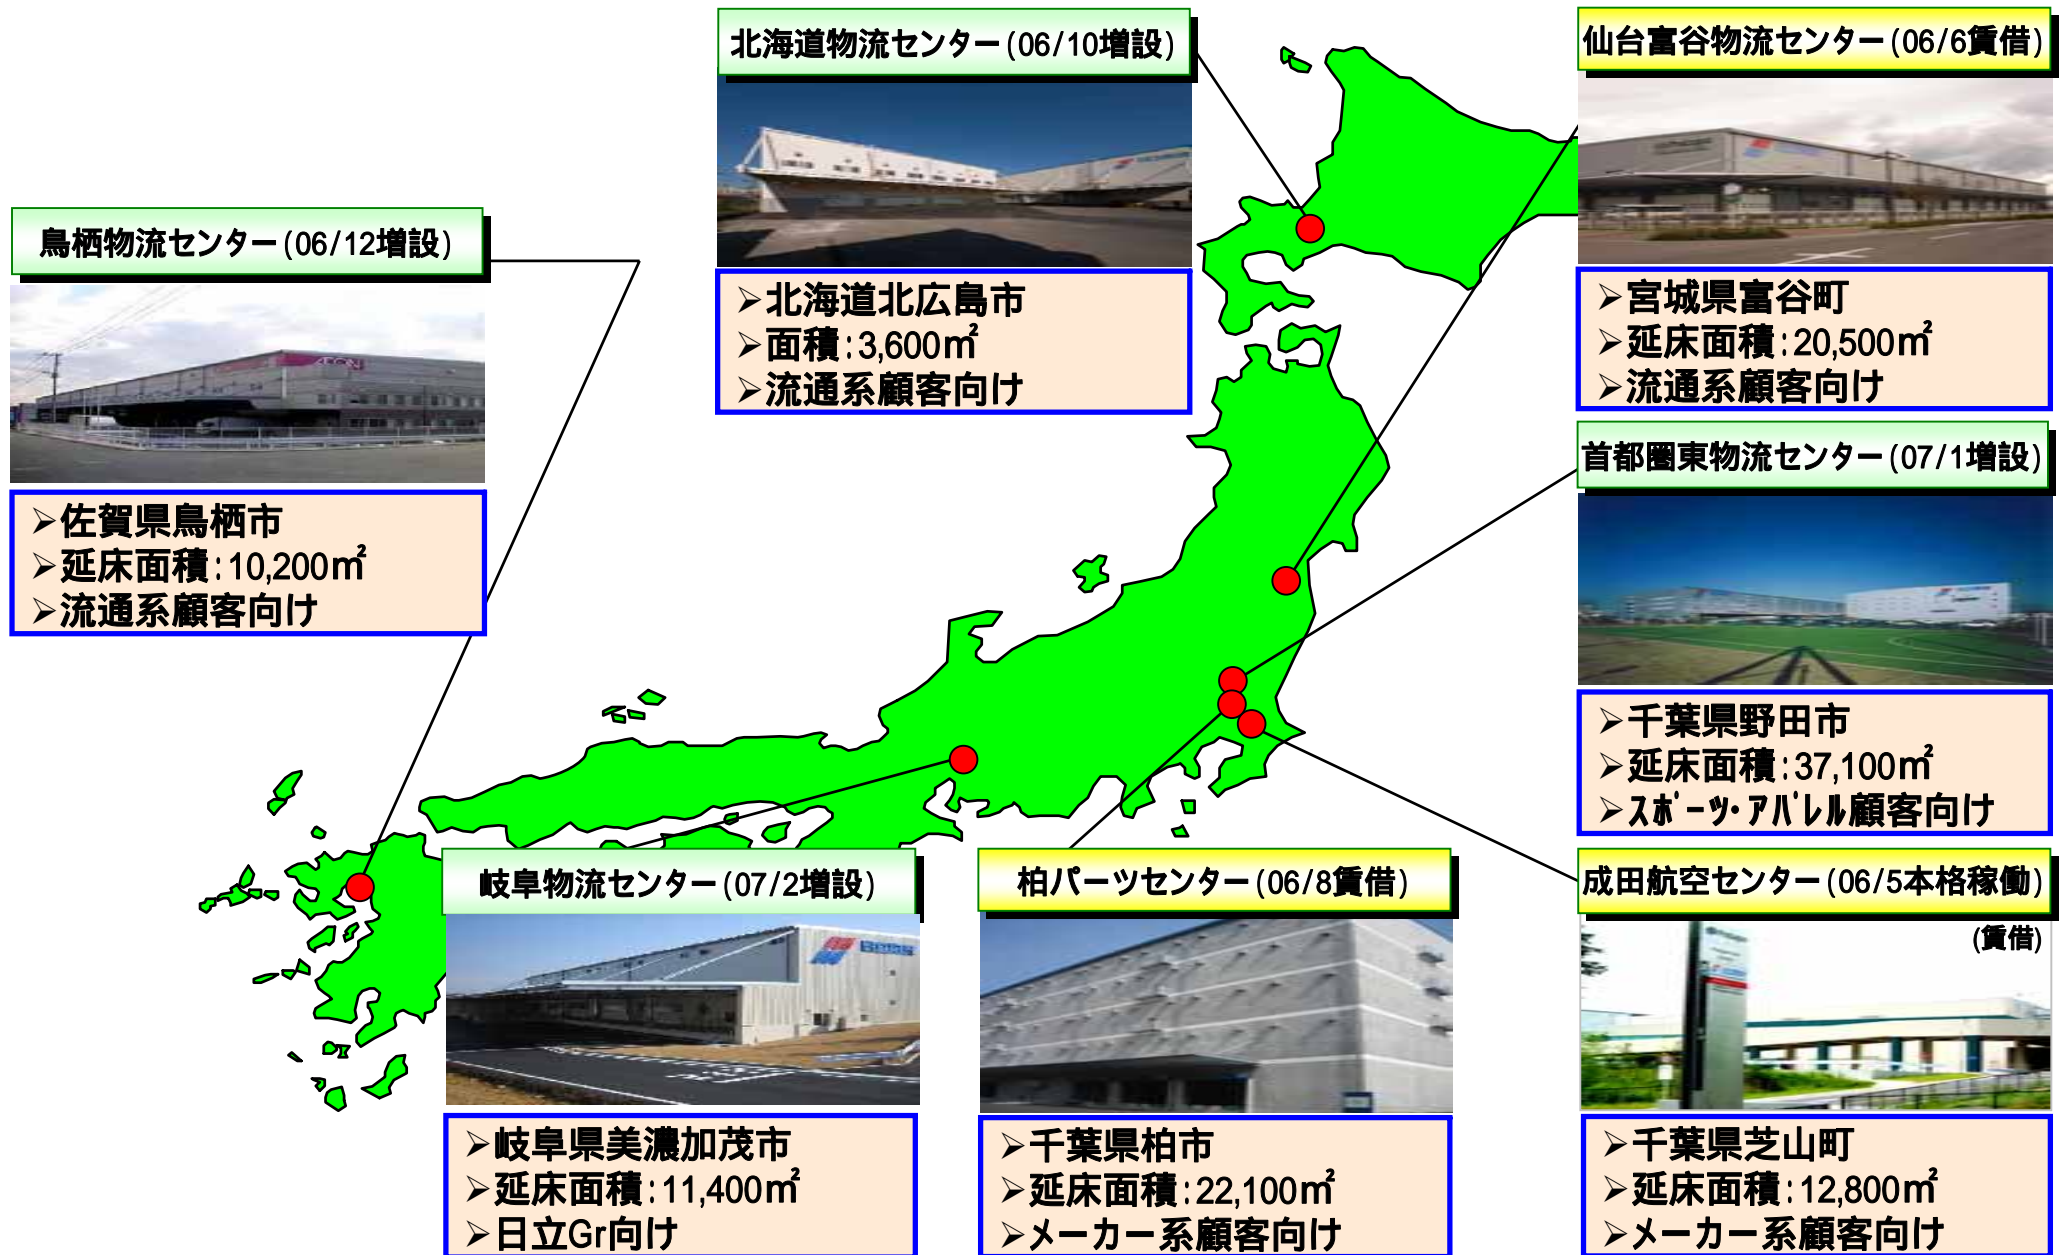 北海道物流センター(06/10増設)
➢北海道北広島市
➢面積:3,600㎡
➢流通系顧客向け
仙台富谷物流センター(06/6賃借)
➢宮城県富谷町
➢延床面積:20,500㎡
➢流通系顧客向け
鳥栖物流センター(06/12増設)
AEON
➢佐賀県鳥栖市
➢延床面積:10,200㎡
➢流通系顧客向け
首都圏東物流センター(07/1増設)
➢千葉県野田市
➢延床面積:37,100㎡
➢スポーツ・アパレル顧客向け
岐阜物流センター(07/2増設)
➢岐阜県美濃加茂市
➢延床面積:11,400㎡
➢日立Gr向け
柏パーツセンター(06/8賃借)
➢千葉県柏市
➢延床面積:22,100㎡
➢メーカー系顧客向け
成田航空センター(06/5本格稼働)
(賃借)
➢千葉県芝山町
➢延床面積:12,800㎡
➢メーカー系顧客向け